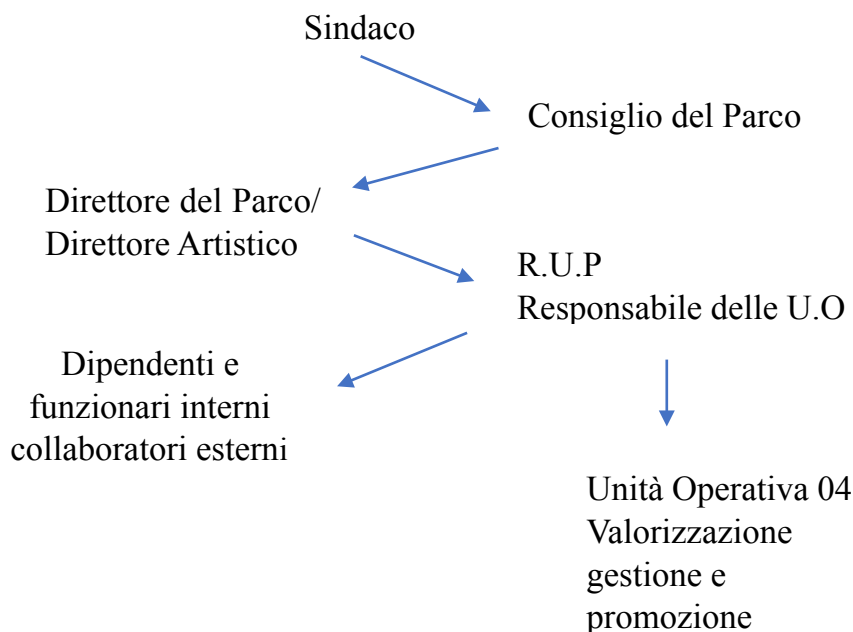 Sindaco
Consiglio del Parco
Direttore del Parco/
Direttore Artistico
R.U.P
Responsabile delle U.O
Dipendenti e
funzionari interni
collaboratori esterni
Unità Operativa 04
Valorizzazione
gestione e
promozione